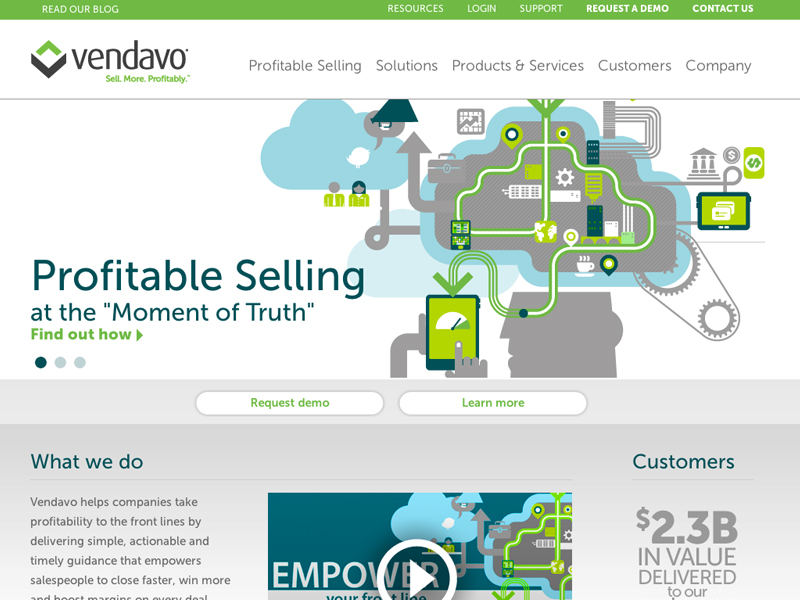 READ OUR BLOG
RESOURCES LOGIN SUPPORT REQUEST A DEMO CONTACT US
vendavo
Sell. More. Profitably.
Profitable Selling Solutions Products & Services Customers Company
Profitable Selling
at the "Moment of Truth"
Find out how
Request demo Learn more
What we do
Vendavo helps companies take
profitability to the front lines by
delivering simple, actionable and
timely guidance that empowers
salespeople to close faster, win more
and boost margins on every deal
EMPOWER
your front line
Customers
$2.3B
IN VALUE
DELIVERED
to our